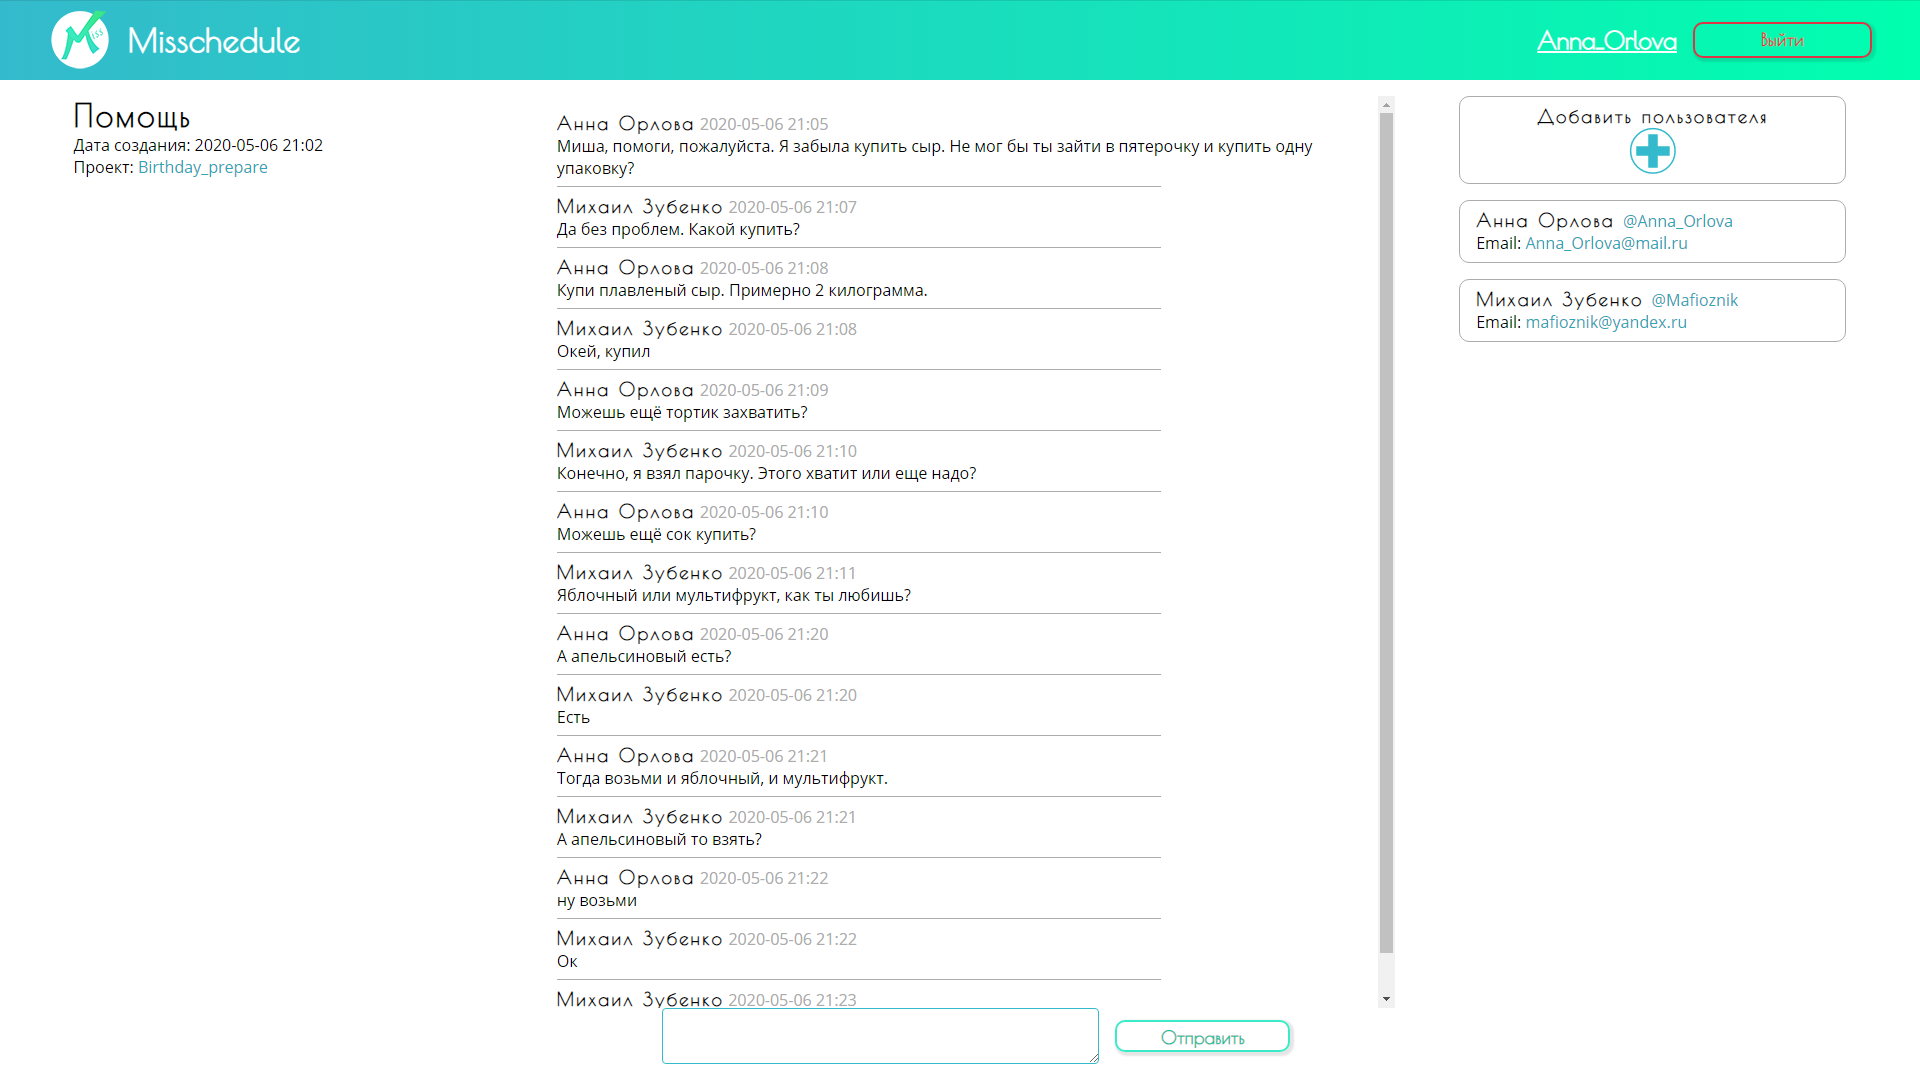 Miss
Misschedule
Anna_Orlova
Выйти
Помощь
Дата создания: 2020-05-06 21:02
Проект: Birthday_prepare
Анна Орлова 2020-05-06 21:05
Миша, помоги, пожалуйста. Я забыла купить сыр. Не мог бы ты зайти в пятерочку и купить одну
упаковку?
Михаил Зубенко 2020-05-06 21:07
Да без проблем. Какой купить?
Анна Орлова 2020-05-06 21:08
Купи плавленый сыр. Примерно 2 килограмма.
Михаил Зубенко 2020-05-06 21:08
Окей, купил
Анна Орлова 2020-05-06 21:09
Можешь ещё тортик захватить?
Михаил Зубенко 2020-05-06 21:10
Конечно, я взял парочку. Этого хватит или еще надо?
Анна Орлова 2020-05-06 21:10
Можешь ещё сок купить?
Михаил Зубенко 2020-05-06 21:11
Яблочный или мультифрукт, как ты любишь?
Анна Орлова 2020-05-06 21:20
А апельсиновый есть?
Михаил Зубенко 2020-05-06 21:20
Есть
Анна Орлова 2020-05-06 21:21
Тогда возьми и яблочный, и мультифрукт.
Михаил Зубенко 2020-05-06 21:21
А апельсиновый то взять?
Анна Орлова 2020-05-06 21:22
ну возьми
Михаил Зубенко 2020-05-06 21:22
Ок
Михаил Зубенко 2020-05-06 21:23
Отправить
Добавить пользователя
Анна Орлова @Anna_Orlova
Email: Anna_Orlova@mail.ru
Михаил Зубенко @Mafioznik
Email: mafioznik@yandex.ru